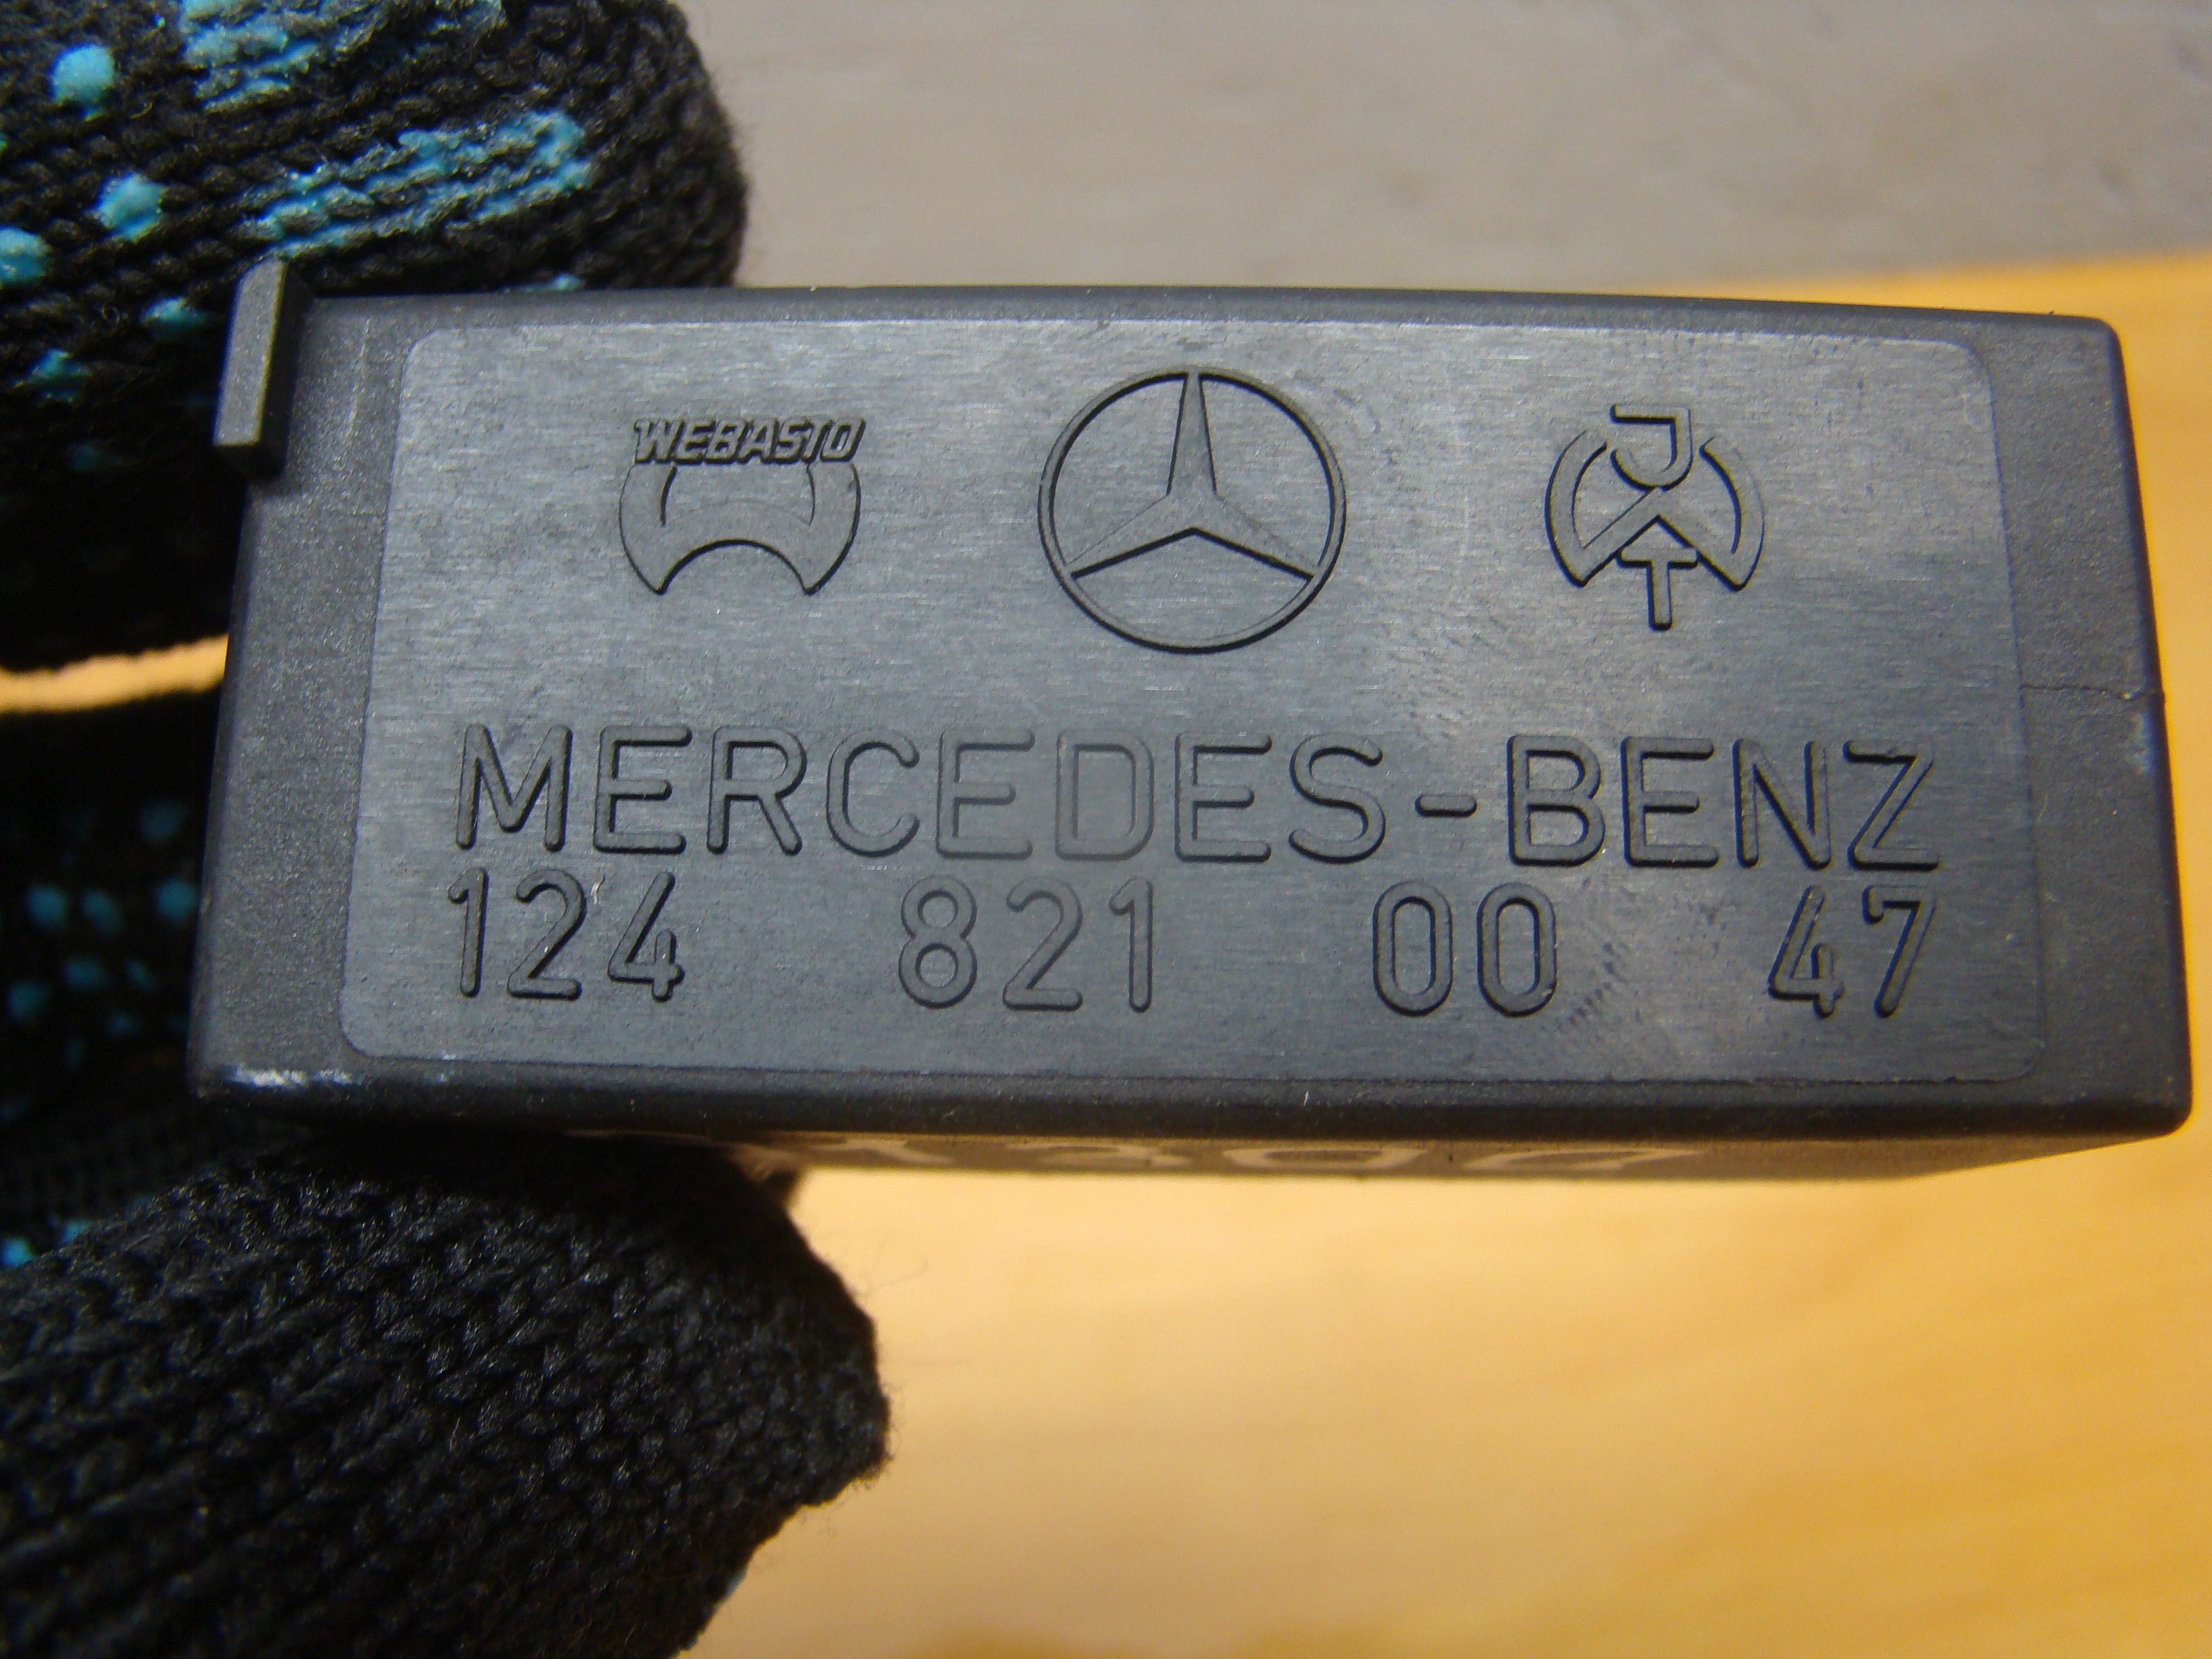 WEBASTO
J
T
MERCEDES-BENZ
124 821 00 47